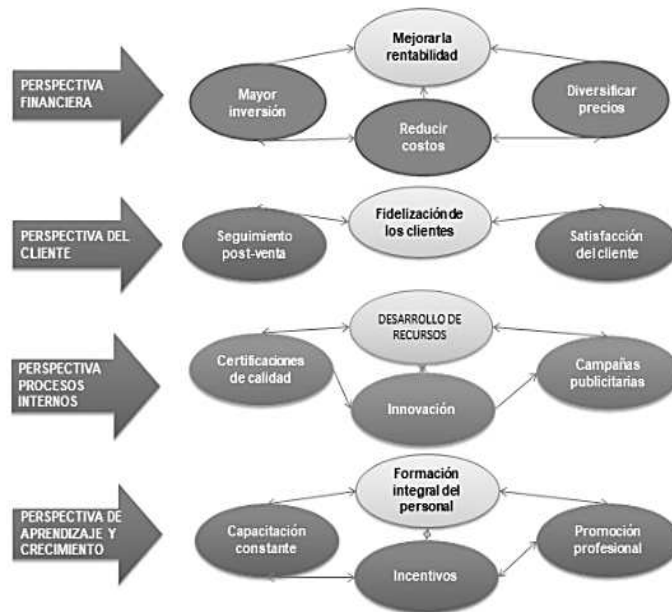 PERSPECTIVA
FINANCIERA
Mejorar la
rentabilidad
Mayor
inversión
Reducir
costos
Diversificar
precios
PERSPECTIVA DEL
CLIENTE
Seguimiento
post-venta
Fidelización de
los clientes
Satisfacción
del cliente
PERSPECTIVA
PROCESOS
INTERNOS
DESARROLLO DE
RECURSOS
Certificaciones
de calidad
Innovación
Campañas
publicitarias
PERSPECTIVA DE
APRENDIZAJE Y
CRECIMIENTO
Formación
integral del
personal
Capacitación
constante
Incentivos
Promoción
profesional